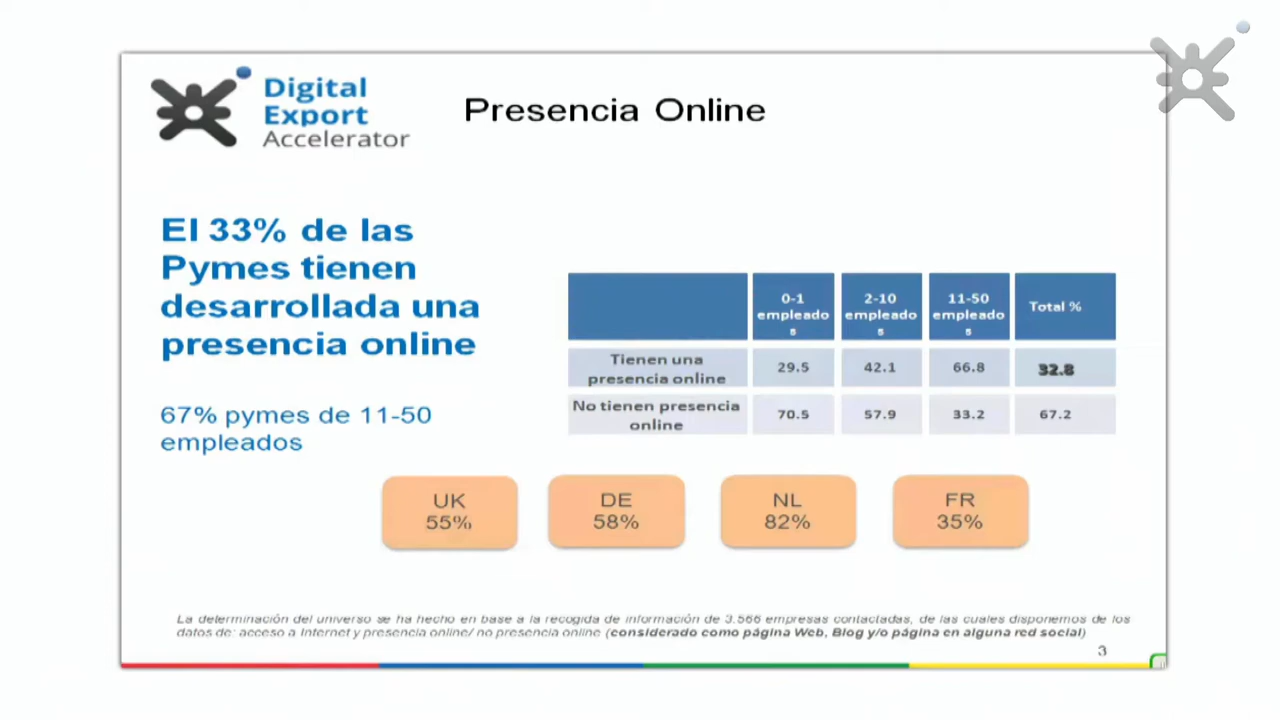 Digital
Export
Accelerator
Presencia Online
El 33% de las
Pymes tienen
desarrollada una
presencia online
67% pymes de 11-50
empleados
0-1 empleado s 2-10 empleado s 11-50 empleado s Total %
Tienen una presencia online 29.5 42.1 66.8 32.8
No tienen presencia online 70.5 57.9 33.2 67.2
UK
55%
DE
58%
NL
82%
FR
35%
La determinación del universo se ha hecho en base a la recogida de información de 3.566 empresas contactadas, de las cuales disponemos de los
datos de: acceso a Internet y presencia online/ no presencia online (considerado como página Web, Blog y/o página en alguna red social)
3